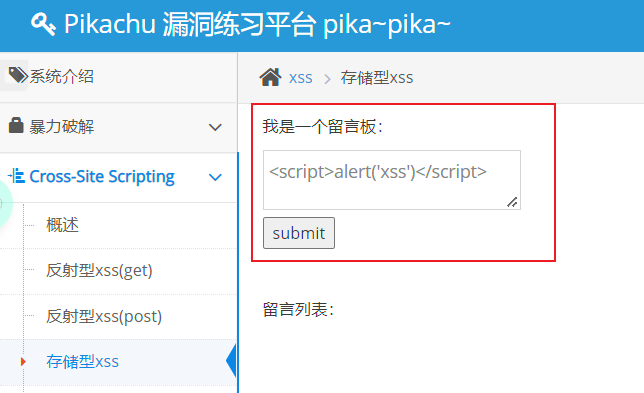 Pikachu 漏洞练习平台 pika~pika~
系统介绍
暴力破解
Cross-Site Scripting
概述
反射型xss(get)
反射型xss(post)
存储型xss
xss > 存储型xss
我是一个留言板：
<script>alert('xss')</script>
submit
留言列表：